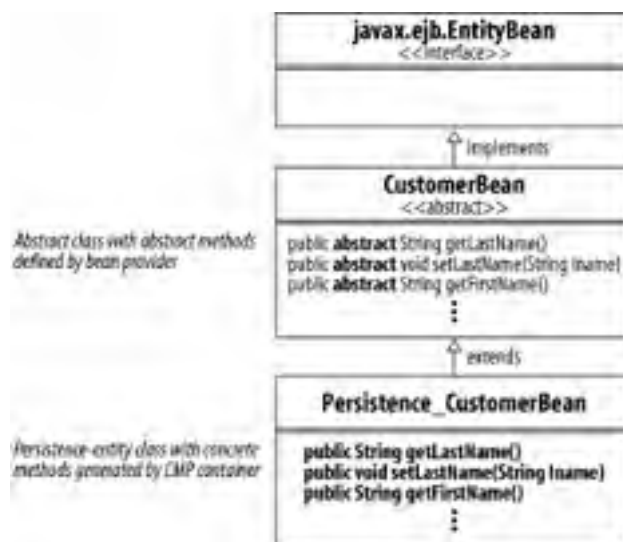 javax.ejb.EntityBean
<<interface>>
implements
CustomerBean
<<abstract>>
Abstract class with abstract methods
defined by bean provider
public abstract String getLastName()
public abstract void setLastName(String lname)
public abstract String getFirstName()
extends
Persistence_CustomerBean
Persistence-entity class with concrete
methods generated by CMP container
public String getLastName()
public void setLastName(String lname)
public String getFirstName()